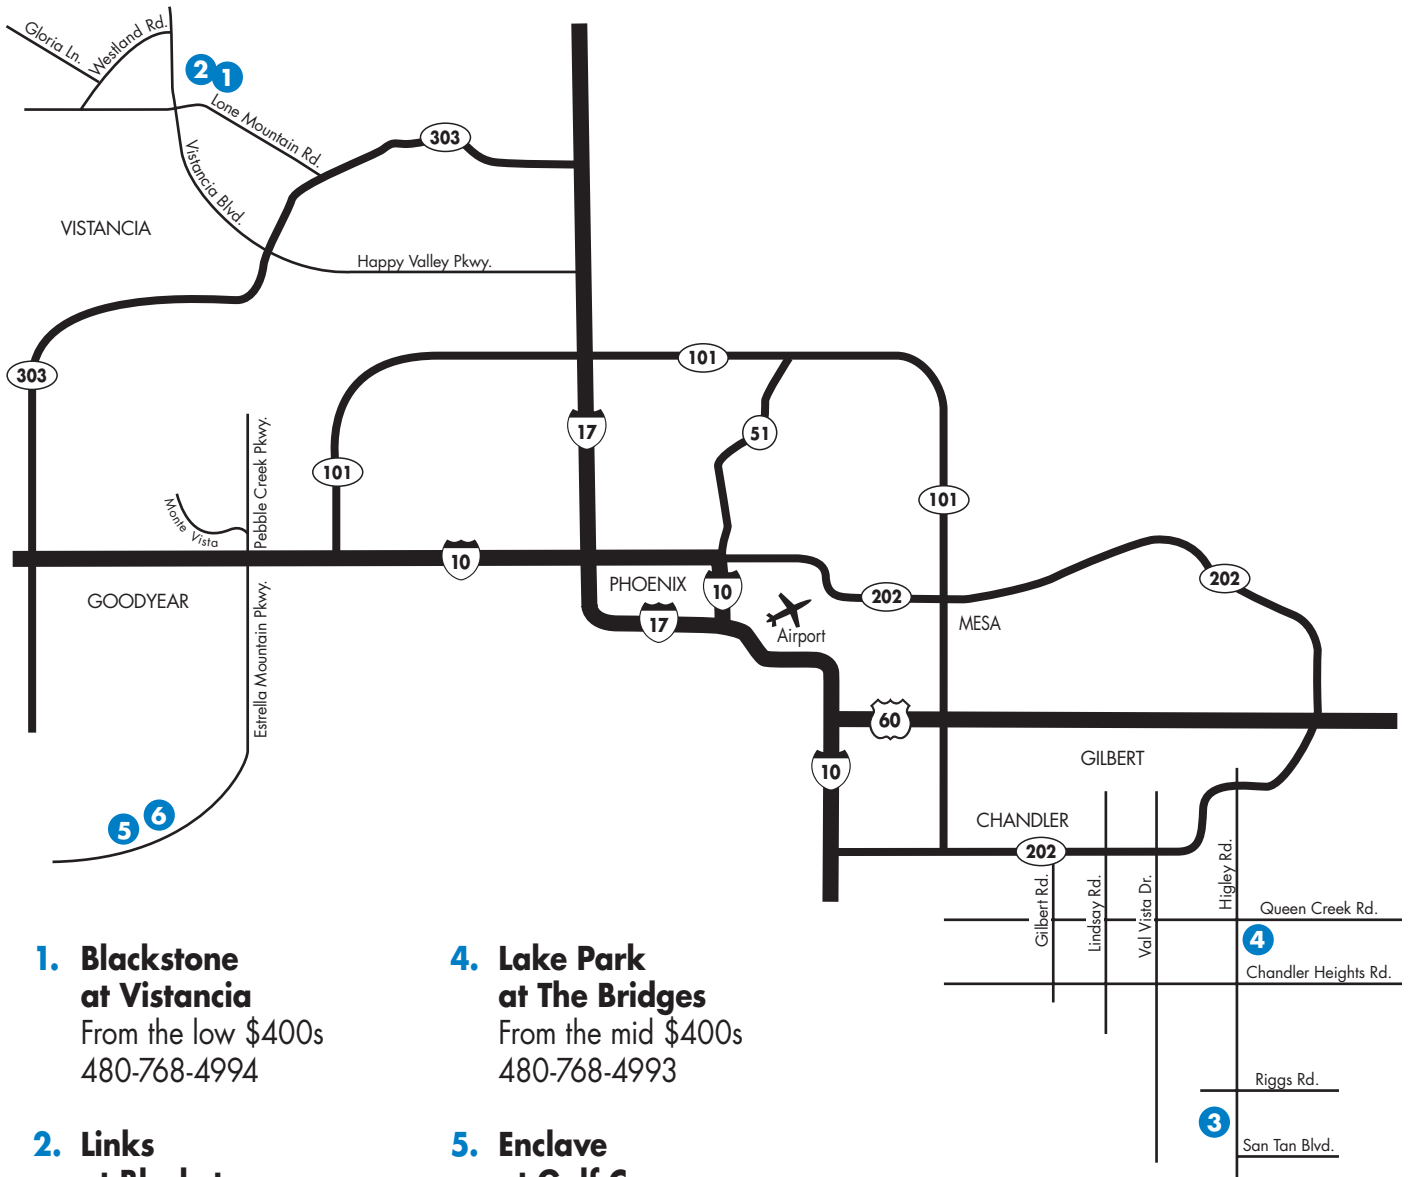 Gloria Ln.
Westland Rd.
2
1
Lone Mountain Rd.
303
Vistancia Blvd.
VISTANCIA
Happy Valley Pkwy.
303
101
17
51
101
101
Pebble Creek Pkwy.
Monte Vista
10
PHOENIX
10
202
202
GOODYEAR
17
Airport
MESA
Estrella Mountain Pkwy.
60
10
GILBERT
5
6
CHANDLER
202
Gilbert Rd.
Lindsay Rd.
Val Vista Dr.
Higley Rd.
Queen Creek Rd.
4
Chandler Heights Rd.
Riggs Rd.
3
San Tan Blvd.
1. Blackstone
at Vistancia
From the low $400s
480-768-4994
2. Links
4. Lake Park
at The Bridges
From the mid $400s
480-768-4993
5. Enclave